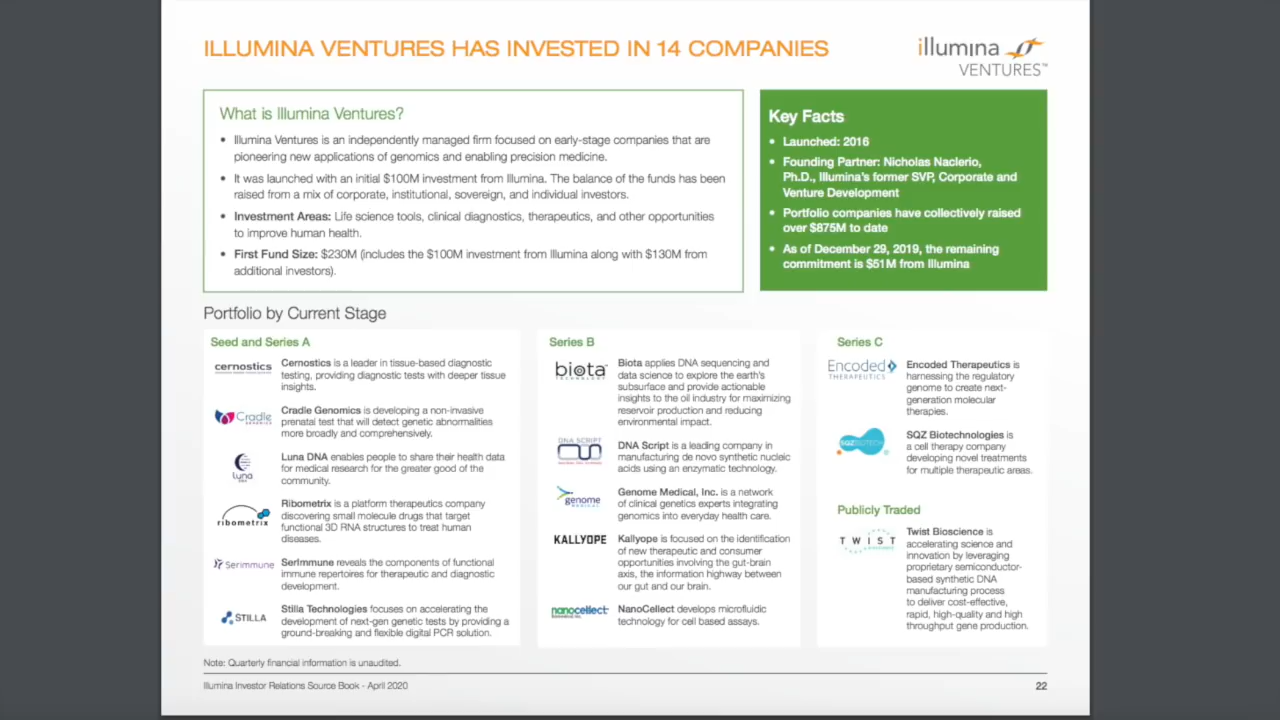 ILLUMINA VENTURES HAS INVESTED IN 14 COMPANIES
illumina
VENTURES™
What is Illumina Ventures?
• Illumina Ventures is an independently managed firm focused on early-stage companies that are
pioneering new applications of genomics and enabling precision medicine.
• It was launched with an initial $100M investment from Illumina. The balance of the funds has been
raised from a mix of corporate, institutional, sovereign, and individual investors.
• Investment Areas: Life science tools, clinical diagnostics, therapeutics, and other opportunities
to improve human health.
• First Fund Size: $230M (includes the $100M investment from Illumina along with $130M from
additional investors).
Key Facts
• Launched: 2016
• Founding Partner: Nicholas Naclerio,
Ph.D., Illumina's former SVP, Corporate and
Venture Development
• Portfolio companies have collectively raised
over $875M to date
• As of December 29, 2019, the remaining
commitment is $51M from Illumina
Portfolio by Current Stage
Seed and Series A
cernostics
Cernostics is a leader in tissue-based diagnostic
testing, providing diagnostic tests with deeper tissue
insights.
Cradle
GENOMICS
Cradle Genomics is developing a non-invasive
prenatal test that will detect genetic abnormalities
more broadly and comprehensively.
LUNA
DNA
Luna DNA enables people to share their health data
for medical research for the greater good of the
community.
ribometrix
Ribometrix is a platform therapeutics company
discovering small molecule drugs that target
functional 3D RNA structures to treat human
diseases.
Serimmune
SerImmune reveals the components of functional
immune repertoires for therapeutic and diagnostic
development.
STILLA
Stilla Technologies focuses on accelerating the
development of next-gen genetic tests by providing a
ground-breaking and flexible digital PCR solution.
Series B
biota
TECHNOLOGY
Biota applies DNA sequencing and
data science to explore the earth's
subsurface and provide actionable
insights to the oil industry for maximizing
reservoir production and reducing
environmental impact.
DNA SCRIPT
DNA Script is a leading company in
manufacturing de novo synthetic nucleic
acids using an enzymatic technology.
genome
MEDICAL
Genome Medical, Inc. is a network
of clinical genetics experts integrating
genomics into everyday health care.
KALLYOPE
Kallyope is focused on the identification
of new therapeutic and consumer
opportunities involving the gut-brain
axis, the information highway between
our gut and our brain.
nanocellect
NanoCellect develops microfluidic
technology for cell based assays.
Series C
Encoded
THERAPEUTICS
Encoded Therapeutics is
harnessing the regulatory
genome to create next-
generation molecular
therapies.
SQZ BIOTECH
SQZ Biotechnologies is
a cell therapy company
developing novel treatments
for multiple therapeutic areas.
Publicly Traded
TWIST
Twist Bioscience is
accelerating science and
innovation by leveraging
proprietary semiconductor-
based synthetic DNA
manufacturing process
to deliver cost-effective,
rapid, high-quality and high
throughput gene production.
Note: Quarterly financial information is unaudited.
Illumina Investor Relations Source Book - April 2020
22